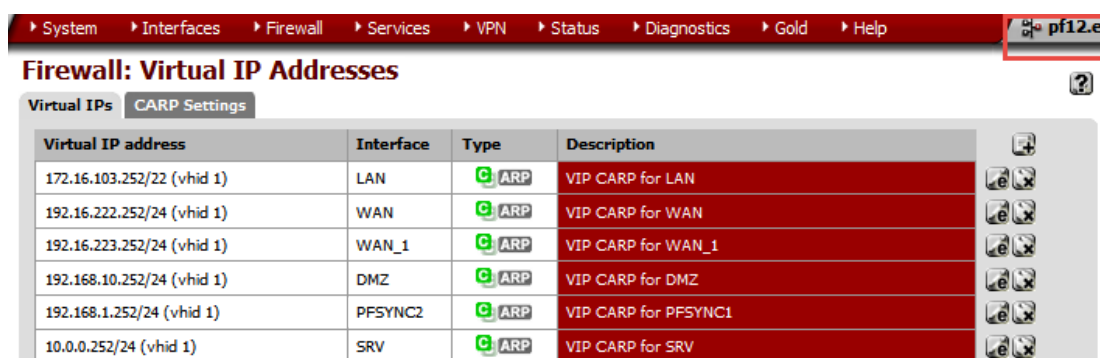 System Interfaces Firewall Services VPN Status Diagnostics Gold Help pf12.e
Firewall: Virtual IP Addresses
Virtual IPs CARP Settings
Virtual IP address Interface Type Description
172.16.103.252/22 (vhid 1) LAN C ARP VIP CARP for LAN
192.16.222.252/24 (vhid 1) WAN C ARP VIP CARP for WAN
192.16.223.252/24 (vhid 1) WAN_1 C ARP VIP CARP for WAN_1
192.168.10.252/24 (vhid 1) DMZ C ARP VIP CARP for DMZ
192.168.1.252/24 (vhid 1) PFSYNC2 C ARP VIP CARP for PFSYNC1
10.0.0.252/24 (vhid 1) SRV C ARP VIP CARP for SRV